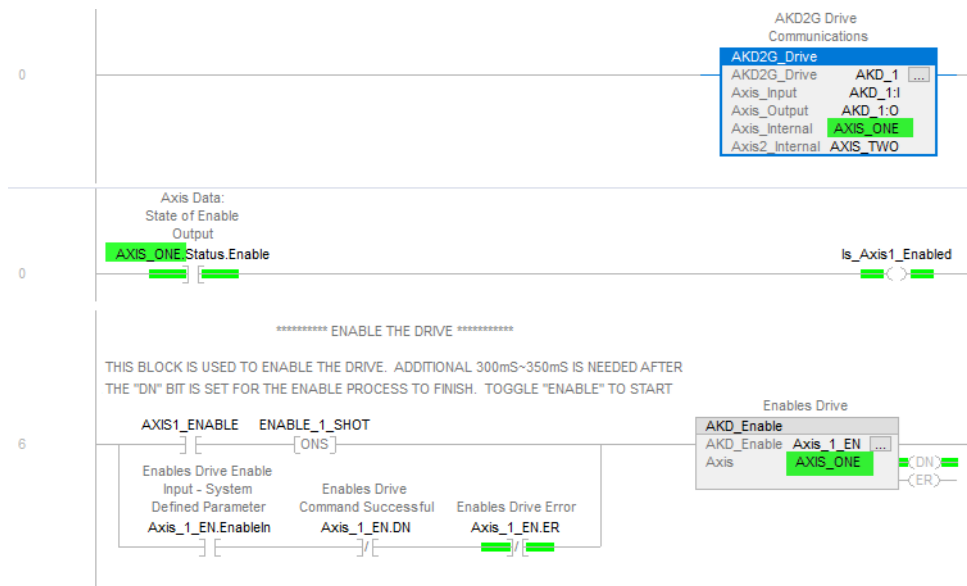 AKD2G Drive
Communications
AKD2G_Drive
AKD2G_Drive AKD_1 ...
Axis_Input AKD_1:I
Axis_Output AKD_1:O
Axis_Internal AXIS_ONE
Axis2_Internal AXIS_TWO
0
Axis Data:
State of Enable
Output
AXIS_ONE.Status.Enable Is_Axis1_Enabled
0
********** ENABLE THE DRIVE ***********
THIS BLOCK IS USED TO ENABLE THE DRIVE. ADDITIONAL 300mS~350mS IS NEEDED AFTER
THE "DN" BIT IS SET FOR THE ENABLE PROCESS TO FINISH. TOGGLE "ENABLE" TO START
Enables Drive
AXIS1_ENABLE ENABLE_1_SHOT
AKD_Enable
6
ONS
AKD_Enable Axis_1_EN ...
Axis AXIS_ONE
DN
ER
Enables Drive Enable
Input - System
Defined Parameter
Enables Drive
Command Successful
Enables Drive Error
Axis_1_EN.EnableIn Axis_1_EN.DN Axis_1_EN.ER